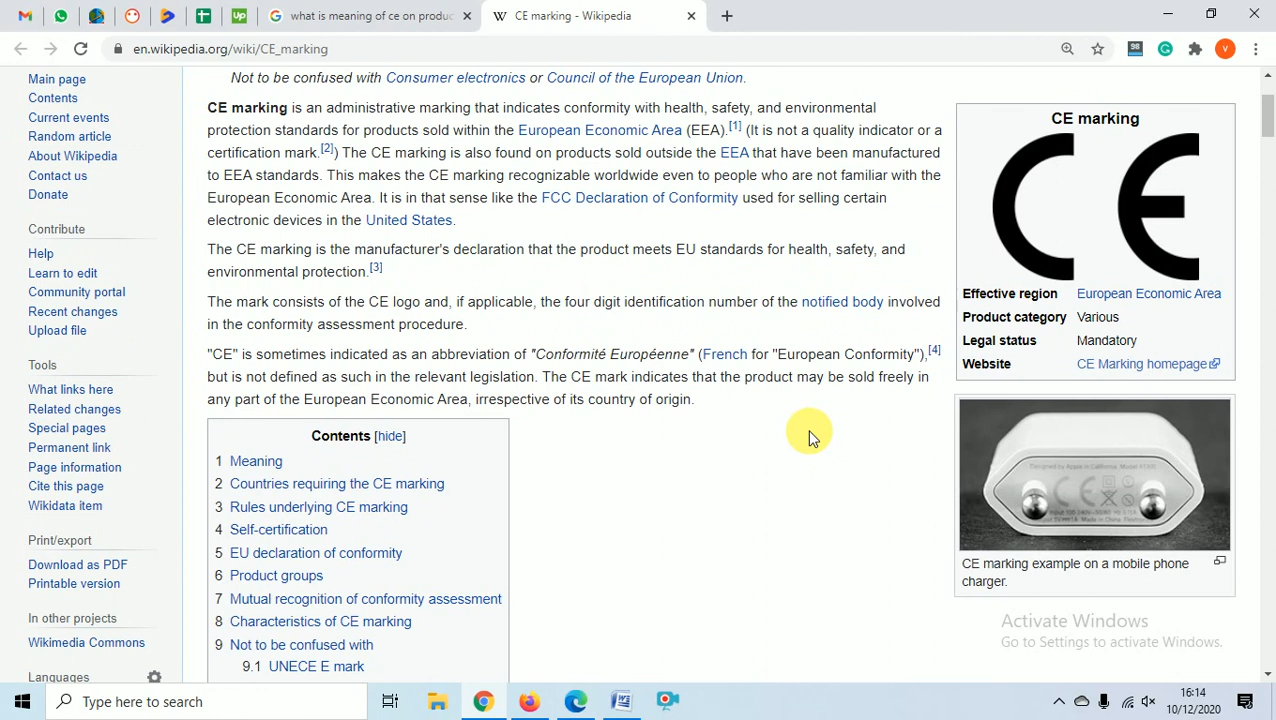 what is meaning of ce on produc
CE marking - Wikipedia
en.wikipedia.org/wiki/CE_marking
98
V
Main page
Contents
Current events
Random article
About Wikipedia
Contact us
Donate
Contribute
Help
Learn to edit
Community portal
Recent changes
Upload file
Tools
What links here
Related changes
Special pages
Permanent link
Page information
Cite this page
Wikidata item
Print/export
Download as PDF
Printable version
In other projects
Wikimedia Commons
Languages
Not to be confused with Consumer electronics or Council of the European Union.
CE marking is an administrative marking that indicates conformity with health, safety, and environmental
protection standards for products sold within the European Economic Area (EEA).[1] (It is not a quality indicator or a
certification mark.[2]) The CE marking is also found on products sold outside the EEA that have been manufactured
to EEA standards. This makes the CE marking recognizable worldwide even to people who are not familiar with the
European Economic Area. It is in that sense like the FCC Declaration of Conformity used for selling certain
electronic devices in the United States.
The CE marking is the manufacturer's declaration that the product meets EU standards for health, safety, and
environmental protection.[3]
The mark consists of the CE logo and, if applicable, the four digit identification number of the notified body involved
in the conformity assessment procedure.
"CE" is sometimes indicated as an abbreviation of "Conformité Européenne" (French for "European Conformity"),[4]
but is not defined as such in the relevant legislation. The CE mark indicates that the product may be sold freely in
any part of the European Economic Area, irrespective of its country of origin.
Contents [hide]
1 Meaning
2 Countries requiring the CE marking
3 Rules underlying CE marking
4 Self-certification
5 EU declaration of conformity
6 Product groups
7 Mutual recognition of conformity assessment
8 Characteristics of CE marking
9 Not to be confused with
9.1 UNECE E mark
CE marking
CE
Effective region European Economic Area
Product category Various
Legal status Mandatory
Website CE Marking homepage
Designed by Apple in California
CE
CE marking example on a mobile phone
charger.
Activate Windows
Go to Settings to activate Windows.
Type here to search
16:14
10/12/2020